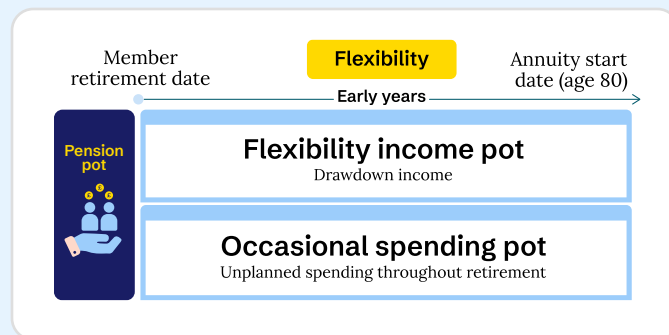 Member
retirement date
Flexibility
Annuity start
date (age 80)
Early years
Pension
pot
£
£
£
Flexibility income pot
Drawdown income
Occasional spending pot
Unplanned spending throughout retirement